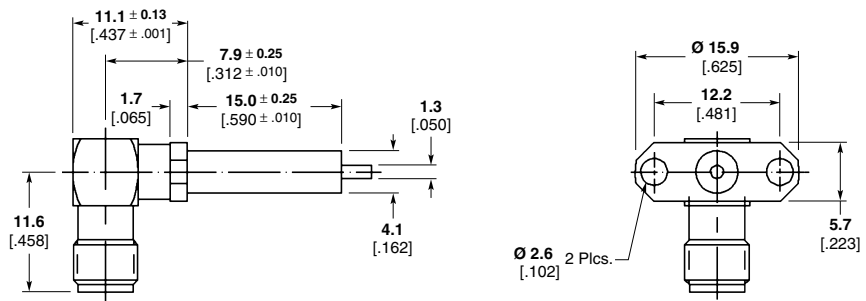 11.1 ± 0.13
[.437 ± .001]
7.9 ± 0.25
[.312 ± .010]
1.7
[.065]
15.0 ± 0.25
[.590 ± .010]
1.3
[.050]
11.6
[.458]
4.1
[.162]
Ø 15.9
[.625]
12.2
[.481]
5.7
[.223]
Ø 2.6 2 Plcs.
[.102]